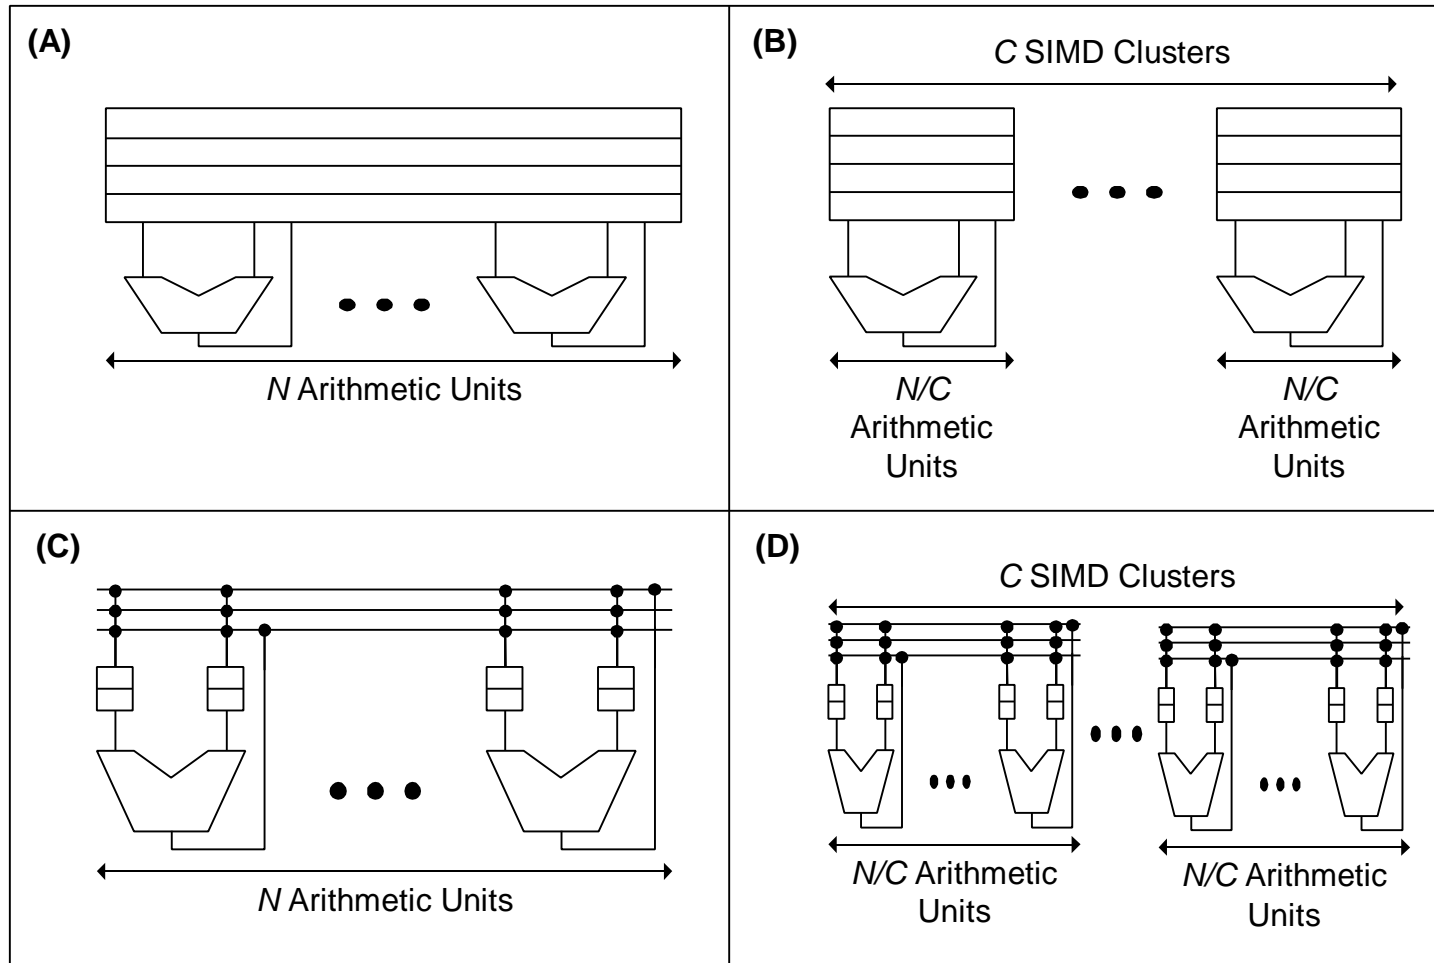 (A)
N Arithmetic Units
(B)
C SIMD Clusters
N/C
Arithmetic
Units
N/C
Arithmetic
Units
(C)
N Arithmetic Units
(D)
C SIMD Clusters
N/C Arithmetic
Units
N/C Arithmetic
Units